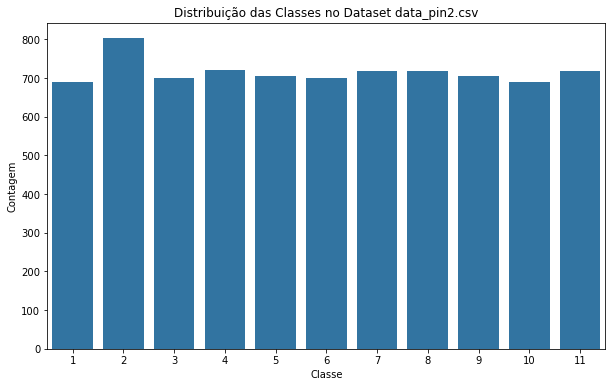 Distribuição das Classes no Dataset data_pin2.csv
800
700
600
500
400
300
200
100
0
Contagem
1 2 3 4 5 6 7 8 9 10 11
Classe